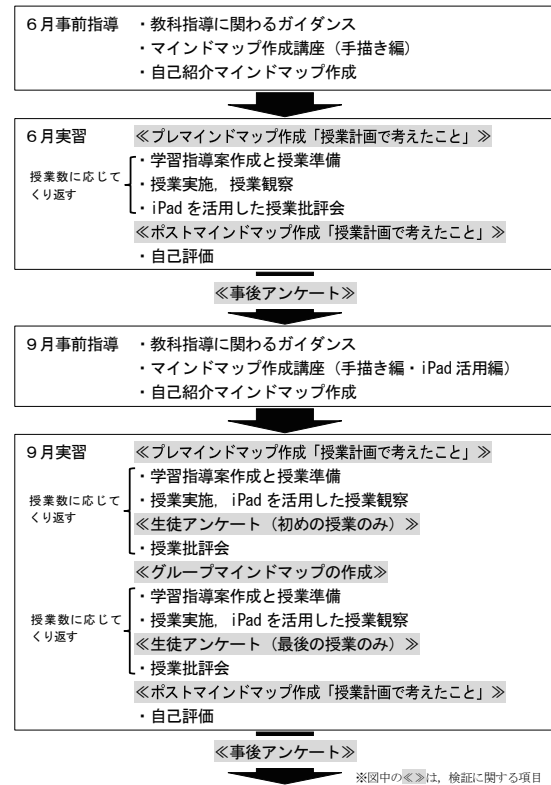 ６月事前指導 ・教科指導に関わるガイダンス
・マインドマップ作成講座（手描き編）
・自己紹介マインドマップ作成
６月実習 ≪プレマインドマップ作成「授業計画で考えたこと」≫
授業数に応じてくり返す
・学習指導案作成と授業準備
・授業実施，授業観察
・iPad を活用した授業批評会
≪ポストマインドマップ作成「授業計画で考えたこと」≫
・自己評価
≪事後アンケート≫
９月事前指導 ・教科指導に関わるガイダンス
・マインドマップ作成講座（手描き編・iPad 活用編）
・自己紹介マインドマップ作成
９月実習 ≪プレマインドマップ作成「授業計画で考えたこと」≫
授業数に応じて
くり返す
・学習指導案作成と授業準備
・授業実施，iPad を活用した授業観察
≪生徒アンケート（初めの授業のみ）≫
・授業批評会
≪グループマインドマップの作成≫
授業数に応じて
くり返す
・学習指導案作成と授業準備
・授業実施，iPad を活用した授業観察
≪生徒アンケート（最後の授業のみ）≫
・授業批評会
≪ポストマインドマップ作成「授業計画で考えたこと」≫
・自己評価
≪事後アンケート≫
※図中の≪≫は，検証に関する項目